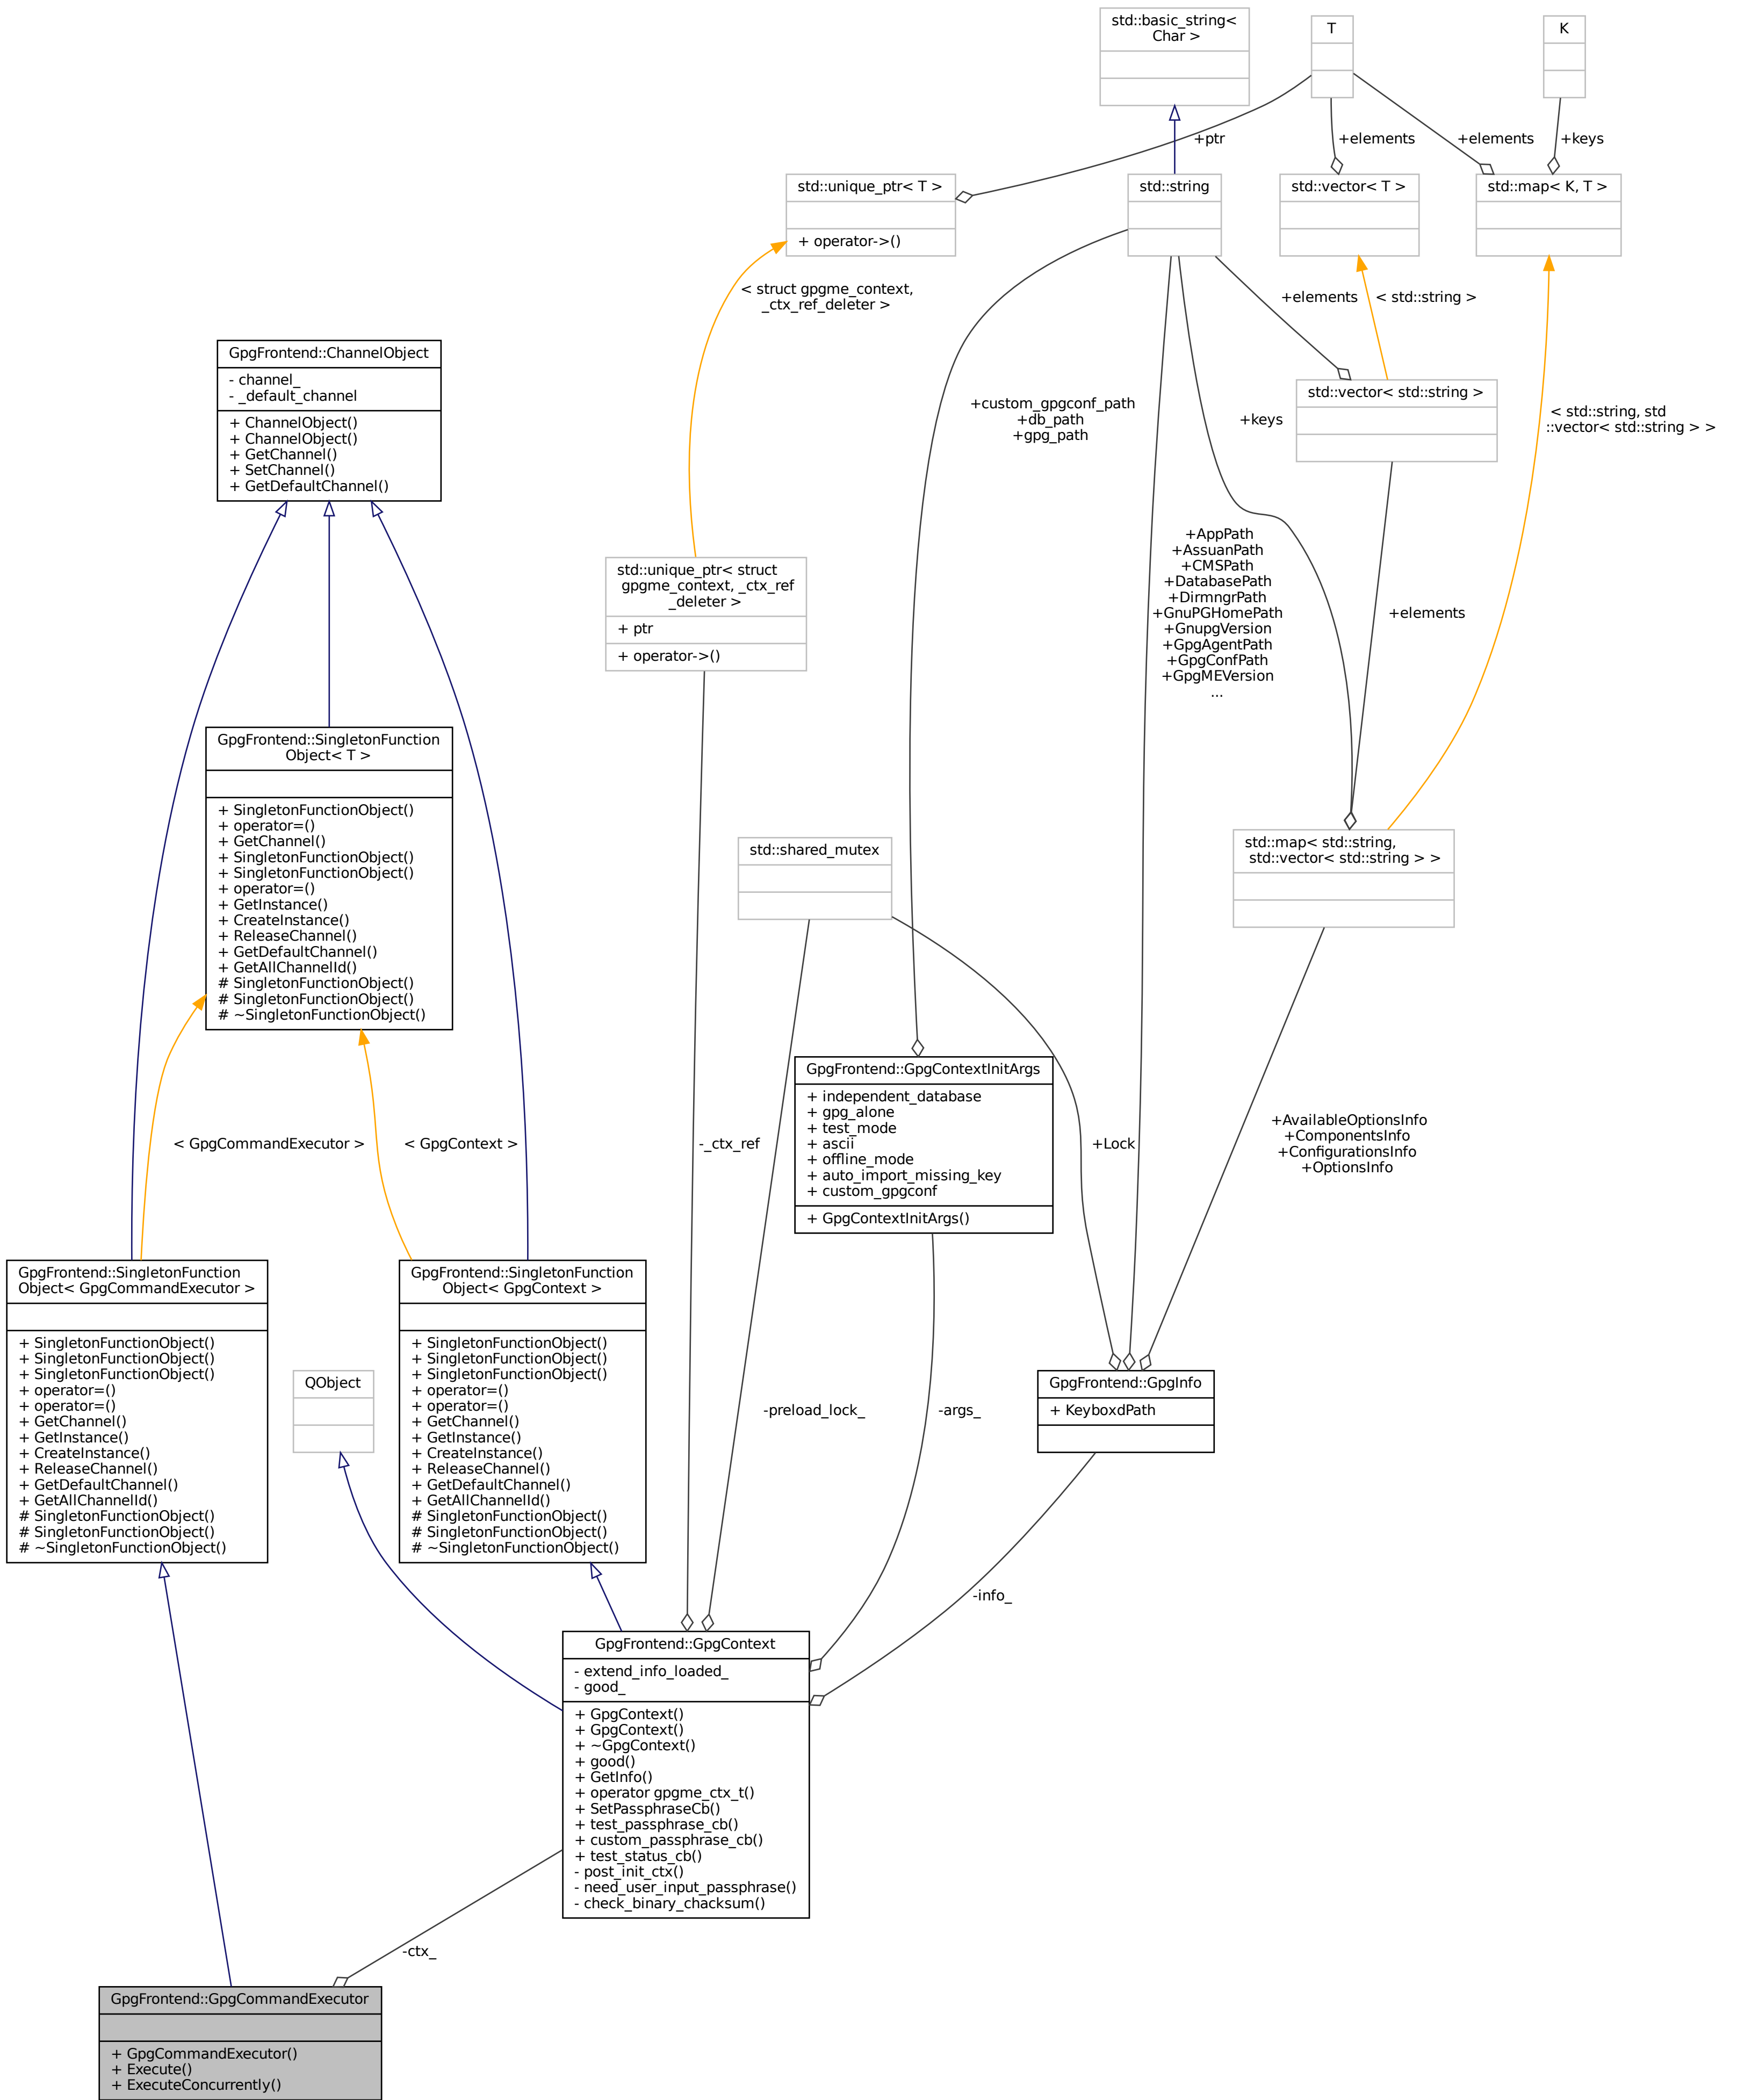 std::basic_string<
Char >
T
K
+ptr
+elements
+elements
+keys
std::unique_ptr< T >
+ operator->()
std::string
std::vector< T >
std::map< K, T >
< struct gpgme_context,
_ctx_ref_deleter >
+elements
< std::string >
GpgFrontend::ChannelObject
- channel_
- _default_channel
+ ChannelObject()
+ ChannelObject()
+ GetChannel()
+ SetChannel()
+ GetDefaultChannel()
+custom_gpgconf_path
+db_path
+gpg_path
+keys
std::vector< std::string >
< std::string, std
::vector< std::string > >
std::unique_ptr< struct
gpgme_context, _ctx_ref
_deleter >
+ ptr
+ operator->()
+AppPath
+AssuanPath
+CMSPath
+DatabasePath
+DirmngrPath
+GnuPGHomePath
+GnupgVersion
+GpgAgentPath
+GpgConfPath
+GpgMEVersion
...
+elements
GpgFrontend::SingletonFunction
Object< T >
+ SingletonFunctionObject()
+ operator=()
+ GetChannel()
+ SingletonFunctionObject()
+ SingletonFunctionObject()
+ operator=()
+ GetInstance()
+ CreateInstance()
+ ReleaseChannel()
+ GetDefaultChannel()
+ GetAllChannelId()
# SingletonFunctionObject()
# SingletonFunctionObject()
# ~SingletonFunctionObject()
std::shared_mutex
std::map< std::string,
std::vector< std::string > >
GpgFrontend::GpgContextInitArgs
+ independent_database
+ gpg_alone
+ test_mode
+ ascii
+ offline_mode
+ auto_import_missing_key
+ custom_gpgconf
+ GpgContextInitArgs()
< GpgCommandExecutor >
< GpgContext >
-_ctx_ref
+Lock
+AvailableOptionsInfo
+ComponentsInfo
+ConfigurationsInfo
+OptionsInfo
GpgFrontend::SingletonFunction
Object< GpgCommandExecutor >
+ SingletonFunctionObject()
+ SingletonFunctionObject()
+ SingletonFunctionObject()
+ operator=()
+ operator=()
+ GetChannel()
+ GetInstance()
+ CreateInstance()
+ ReleaseChannel()
+ GetDefaultChannel()
+ GetAllChannelId()
# SingletonFunctionObject()
# SingletonFunctionObject()
# ~SingletonFunctionObject()
QObject
GpgFrontend::SingletonFunction
Object< GpgContext >
+ SingletonFunctionObject()
+ SingletonFunctionObject()
+ SingletonFunctionObject()
+ operator=()
+ operator=()
+ GetChannel()
+ GetInstance()
+ CreateInstance()
+ ReleaseChannel()
+ GetDefaultChannel()
+ GetAllChannelId()
# SingletonFunctionObject()
# SingletonFunctionObject()
# ~SingletonFunctionObject()
-preload_lock_
-args_
GpgFrontend::GpgInfo
+ KeyboxdPath
-info_
GpgFrontend::GpgContext
- extend_info_loaded_
- good_
+ GpgContext()
+ GpgContext()
+ ~GpgContext()
+ good()
+ GetInfo()
+ operator gpgme_ctx_t()
+ SetPassphraseCb()
+ test_passphrase_cb()
+ custom_passphrase_cb()
+ test_status_cb()
- post_init_ctx()
- need_user_input_passphrase()
- check_binary_chacksum()
-ctx_
GpgFrontend::GpgCommandExecutor
+ GpgCommandExecutor()
+ Execute()
+ ExecuteConcurrently()